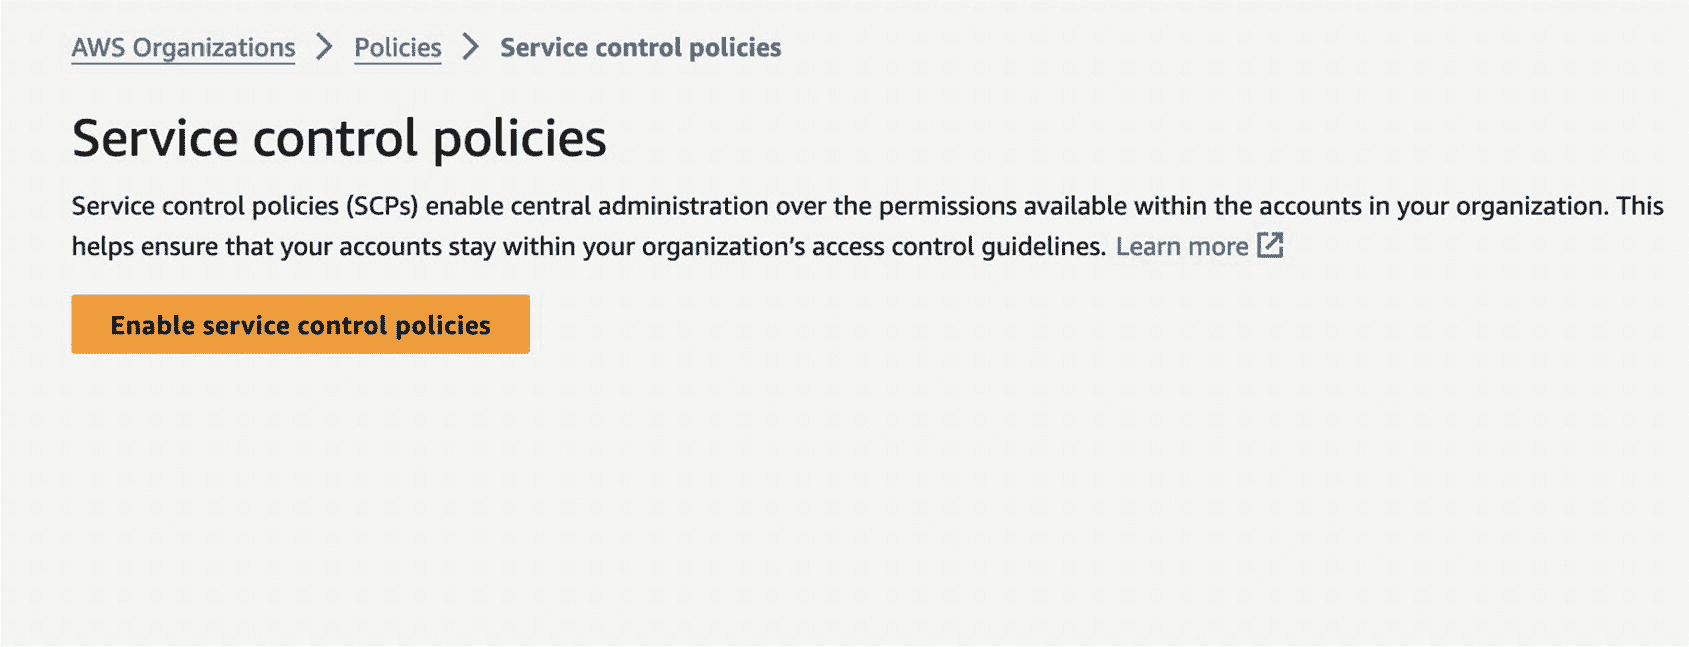 AWS Organizations > Policies > Service control policies
Service control policies
Service control policies (SCPs) enable central administration over the permissions available within the accounts in your organization. This
helps ensure that your accounts stay within your organization's access control guidelines. Learn more
Enable service control policies